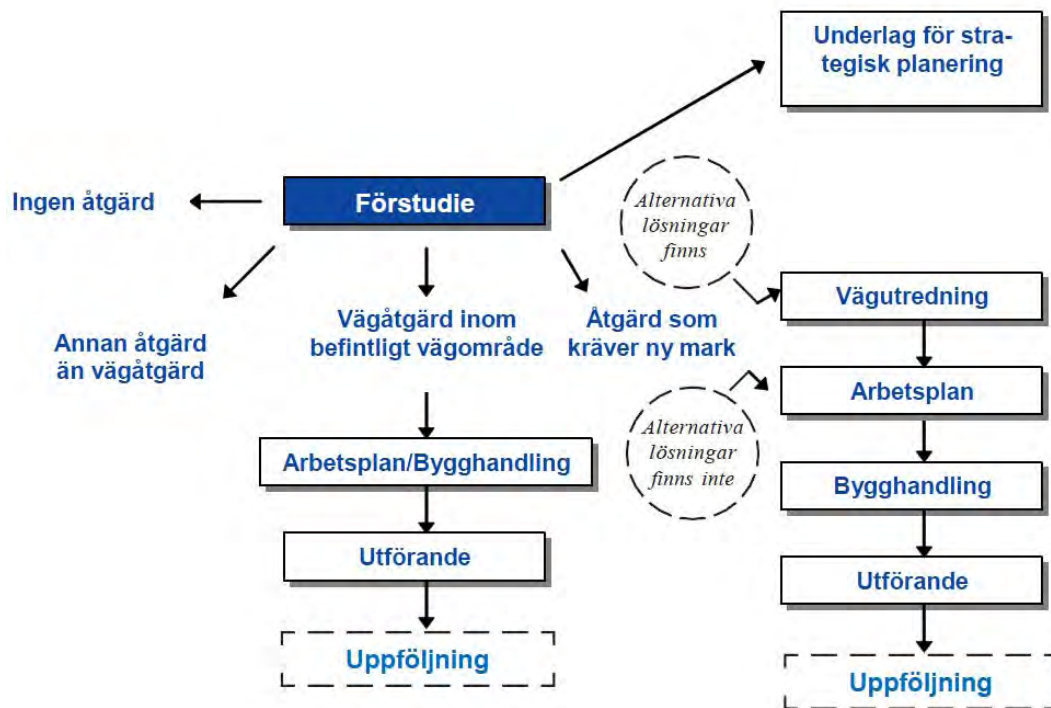 Underlag för stra-
tegisk planering
Ingen åtgärd
Förstudie
Alternativa
lösningar
finns
Annan åtgärd
än vägåtgärd
Vägåtgärd inom
befintligt vägområde
Åtgärd som
kräver ny mark
Vägutredning
Arbetsplan
Alternativa
lösningar
finns inte
Arbetsplan/Bygghandling
Bygghandling
Utförande
Utförande
Uppföljning
Uppföljning